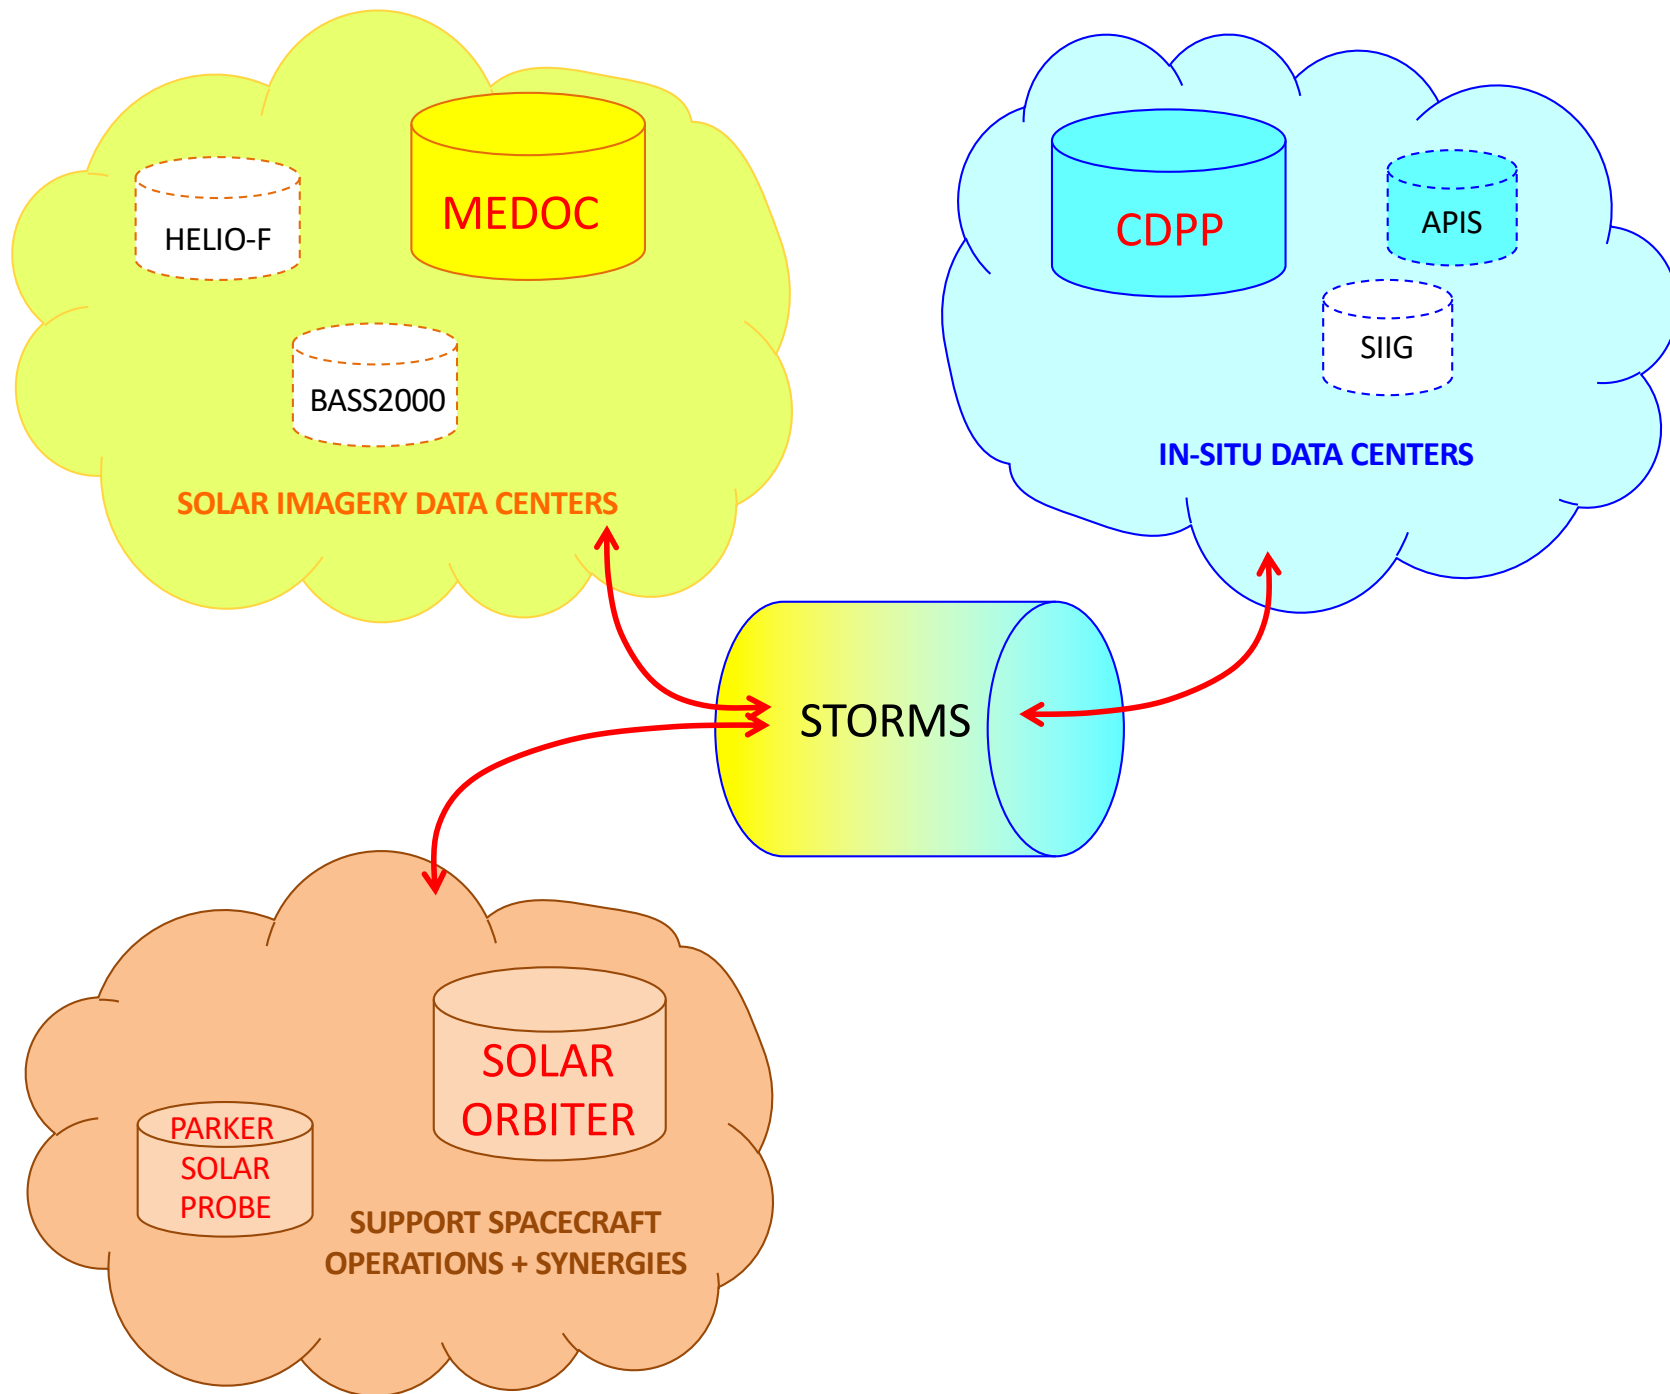 MEDOC
HELIO-F
BASS2000
SOLAR IMAGERY DATA CENTERS
CDPP
APIS
SIIG
IN-SITU DATA CENTERS
STORMS
SOLAR
ORBITER
PARKER
SOLAR
PROBE
SUPPORT SPACECRAFT
OPERATIONS + SYNERGIES